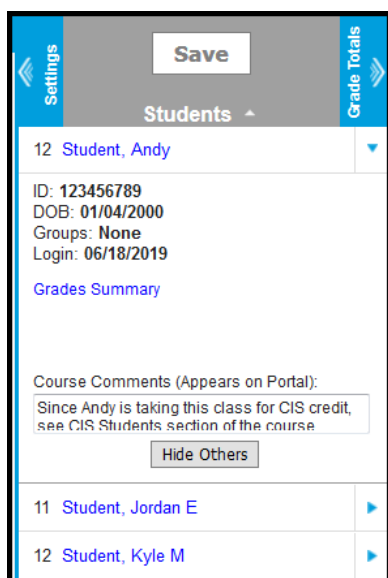 Settings
Save
Grade Totals
Students
12 Student, Andy
ID: 123456789
DOB: 01/04/2000
Groups: None
Login: 06/18/2019
Grades Summary
Course Comments (Appears on Portal):
Since Andy is taking this class for CIS credit,
see CIS Students section of the course
Hide Others
11 Student, Jordan E
12 Student, Kyle M